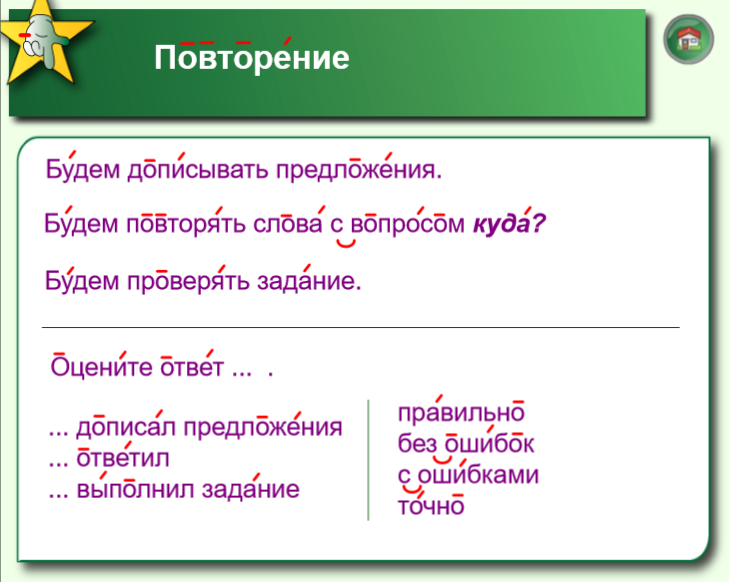 Повторение
Будем дописывать предложения.
Будем повторять слова с вопросом куда?
Будем проверять задание.
Оцените ответ ... .
... дописал предложения
... ответил
... выполнил задание
правильно
без ошибок
с ошибками
точно